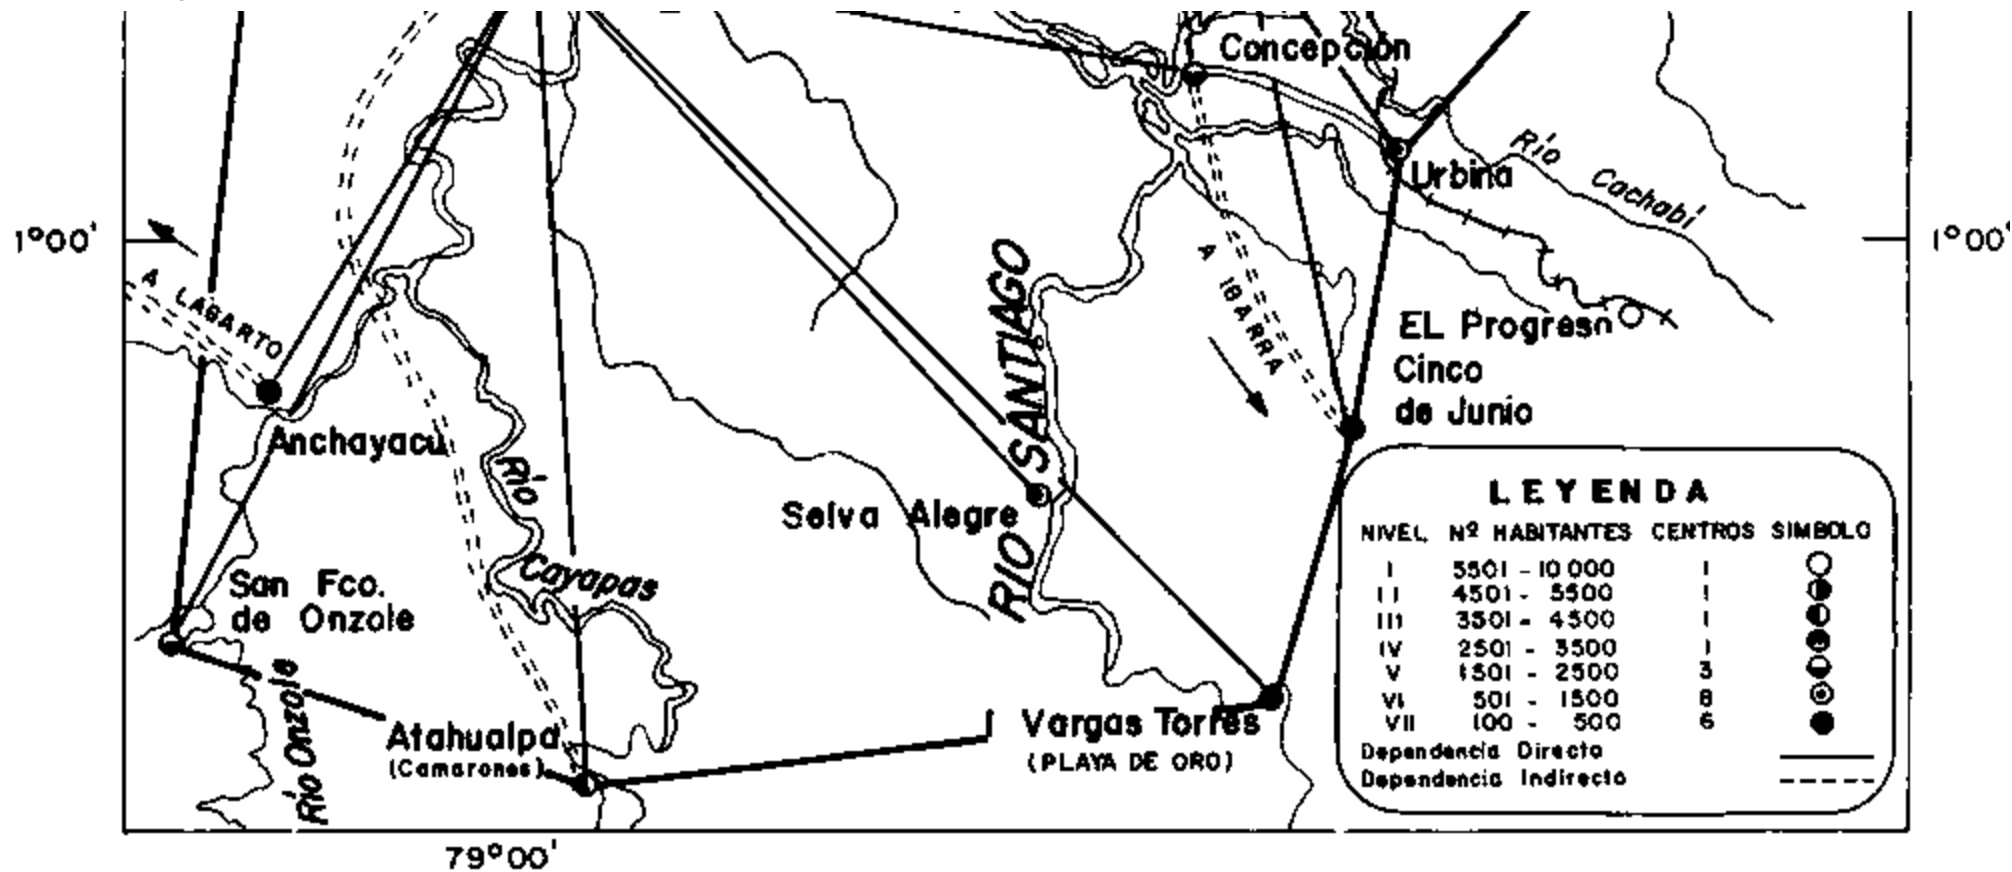 Concepción
Urbina
Río Cachabí
1°00'
1°00'
A LAGARTO
A IBARRA
RIO SANTIAGO
EL Progreso
Cinco
de Junio
Anchayacu
Río Cayapas
Selva Alegre
San Fco.
de Onzole
Río Onzole
Atahualpa
(Camarones)
Vargas Torres
(PLAYA DE ORO)
LEYENDA
NIVEL Nº HABITANTES CENTROS SIMBOLO
I 5501 - 10 000 1
II 4501 - 5500 1
III 3501 - 4500 1
IV 2501 - 3500 1
V 1501 - 2500 3
VI 501 - 1500 8
VII 100 - 500 6
Dependencia Directa
Dependencia Indirecta
79°00'